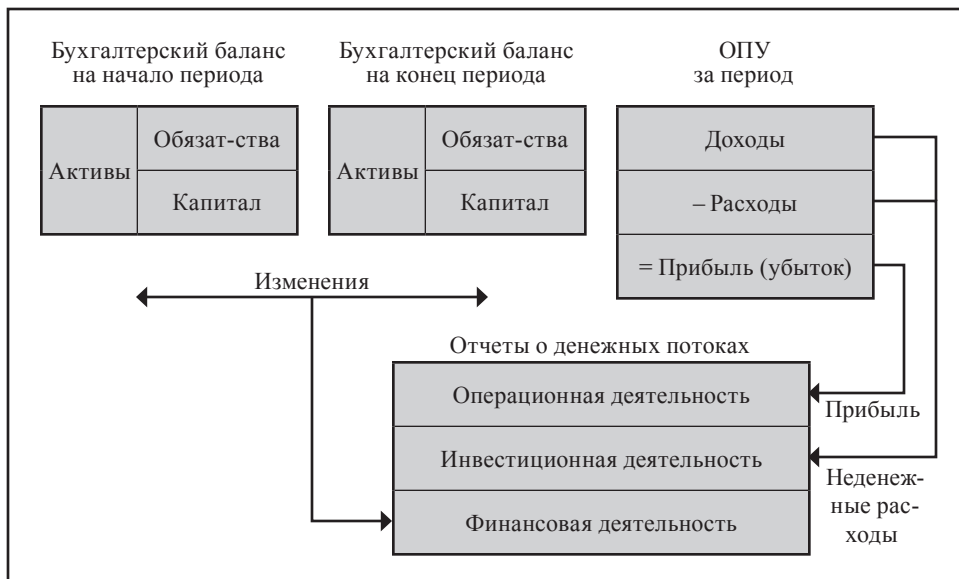 Бухгалтерский баланс
на начало периода
Бухгалтерский баланс
на конец периода
ОПУ
за период
Активы
Обязат-ства
Капитал
Активы
Обязат-ства
Капитал
Доходы
– Расходы
= Прибыль (убыток)
Изменения
Отчеты о денежных потоках
Операционная деятельность
Инвестиционная деятельность
Финансовая деятельность
Прибыль
Неденеж-
ные рас-
ходы